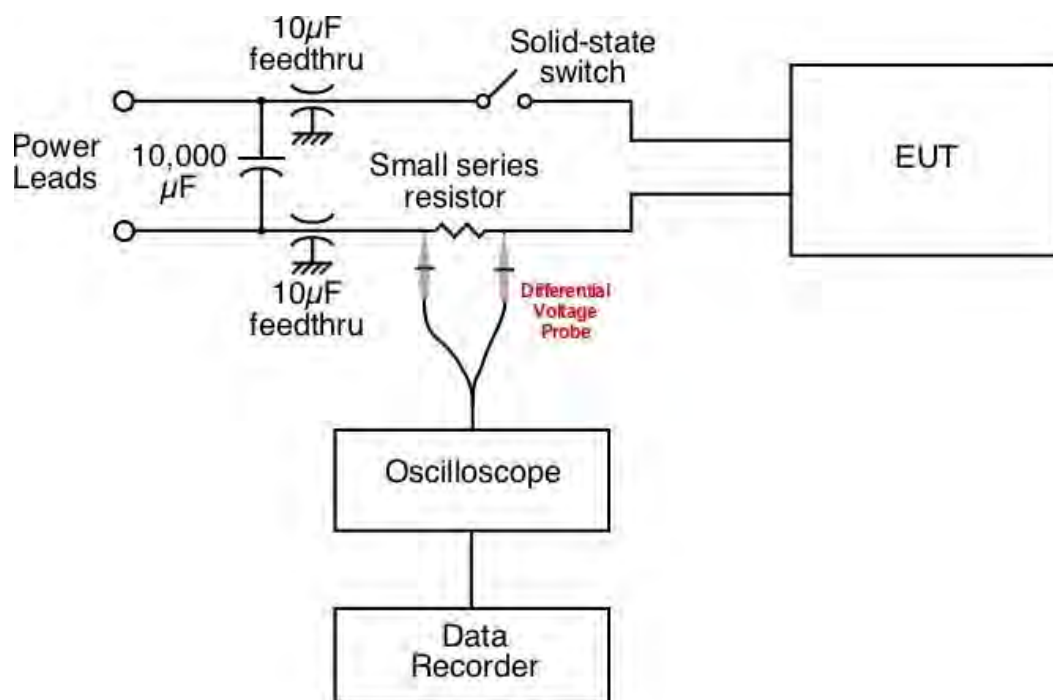 10µF
feedthru
Solid-state
switch
Power
Leads
10,000
µF
Small series
resistor
EUT
10µF
feedthru
Differential
Voltage
Probe
Oscilloscope
Data
Recorder